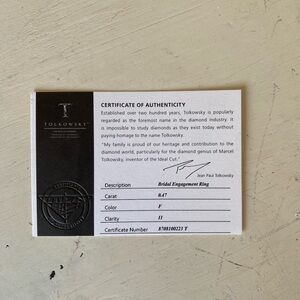 TOLKOWSKY
CERTIFICATE OF AUTHENTICITY
Established over two hundred years, Tolkowsky is popularly
regarded as the foremost name in the diamond industry. It
is impossible to study diamonds as they exist today without
paying homage to the name Tolkowsky.
"My family is proud of our heritage and contribution to the
diamond world, particularly for the diamond genius of Marcel
Tolkowsky, inventor of the Ideal Cut."
Jean Paul Tolkowsky
Description Bridal Engagement Ring
Carat 0.47
Color F
Clarity I1
Certificate Number 8708100221 T